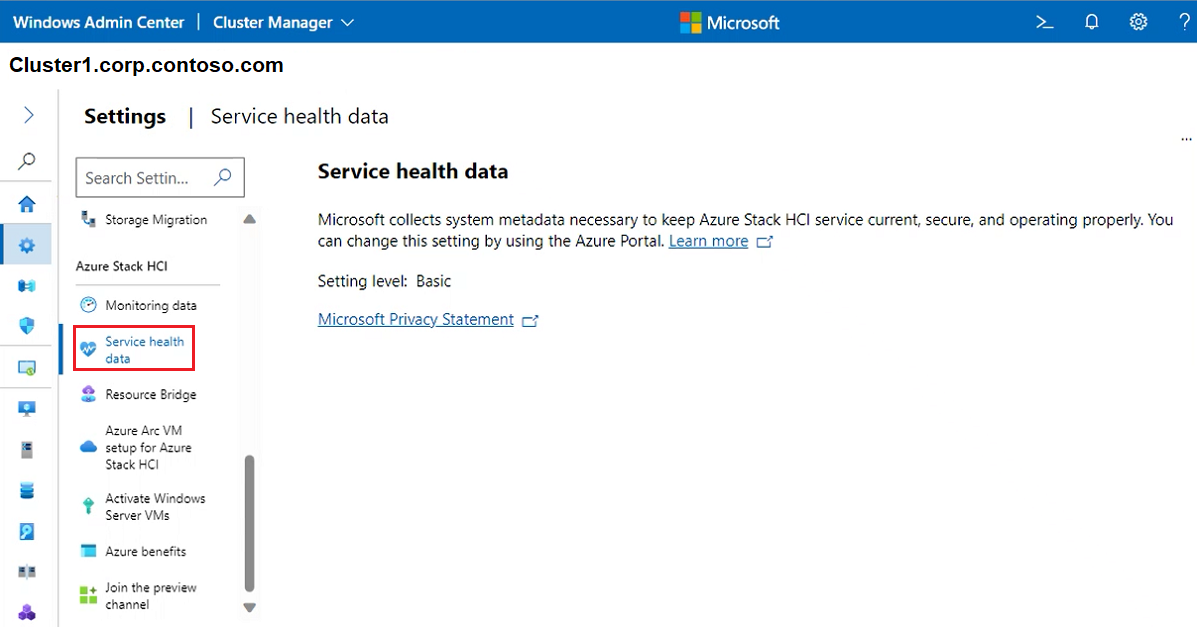 Windows Admin Center | Cluster Manager
Microsoft
?
Cluster1.corp.contoso.com
Settings | Service health data
...
Search Settin...
Storage Migration
Azure Stack HCI
Monitoring data
Service health
data
Resource Bridge
Azure Arc VM
setup for Azure
Stack HCI
Activate Windows
Server VMs
Azure benefits
Join the preview
channel
Service health data
Microsoft collects system metadata necessary to keep Azure Stack HCI service current, secure, and operating properly. You
can change this setting by using the Azure Portal. Learn more
Setting level: Basic
Microsoft Privacy Statement